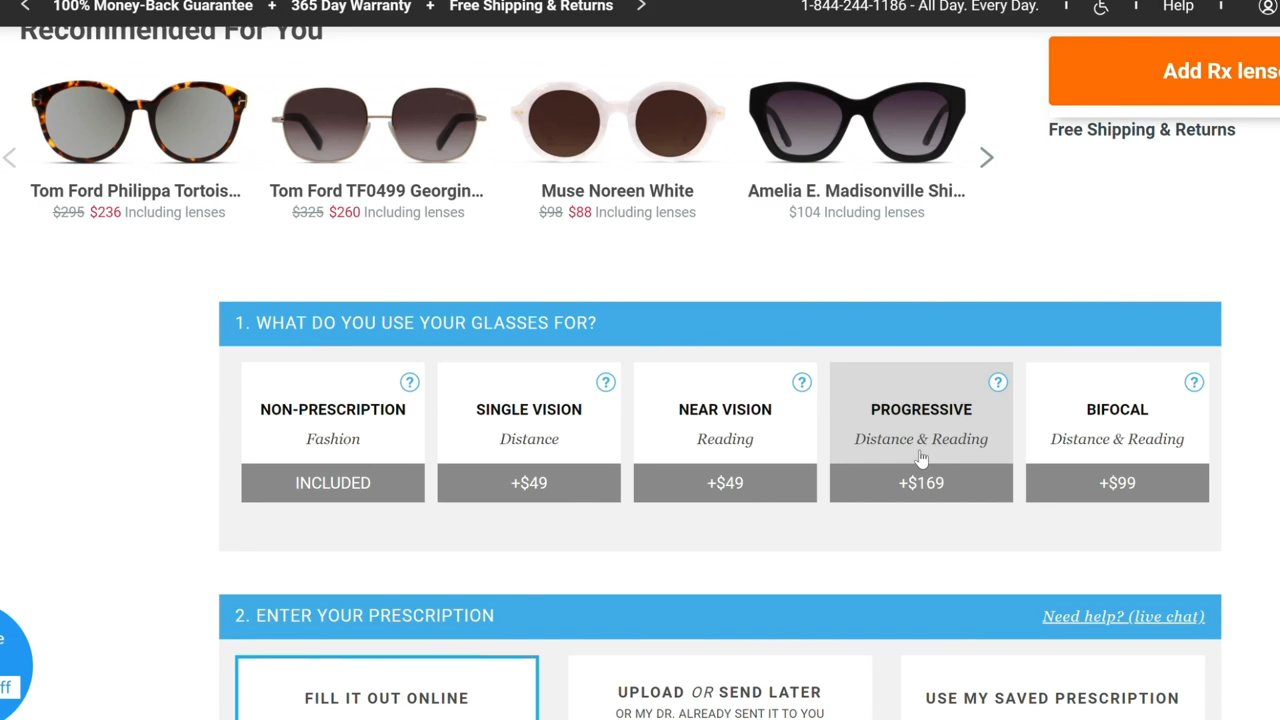 100% Money-Back Guarantee + 365 Day Warranty + Free Shipping & Returns
1-844-244-1186 - All Day. Every Day. Help
Recommended For You
Add Rx
Free Shipping & Returns
Tom Ford Philippa Tortois...
$295 $236 Including lenses
Tom Ford TF0499 Georgin...
$325 $260 Including lenses
Muse Noreen White
$98 $88 Including lenses
Amelia E. Madisonville Shi...
$104 Including lenses
1. WHAT DO YOU USE YOUR GLASSES FOR?
?
NON-PRESCRIPTION
Fashion
INCLUDED
?
SINGLE VISION
Distance
+$49
?
NEAR VISION
Reading
+$49
?
PROGRESSIVE
Distance & Reading
+$169
?
BIFOCAL
Distance & Reading
+$99
2. ENTER YOUR PRESCRIPTION
Need help? (live chat)
FILL IT OUT ONLINE
UPLOAD OR SEND LATER
OR MY DR. ALREADY SENT IT TO YOU
USE MY SAVED PRESCRIPTION